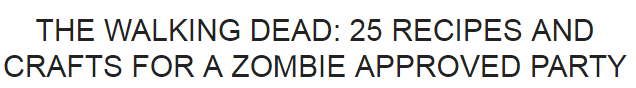 THE WALKING DEAD: 25 RECIPES AND
CRAFTS FOR A ZOMBIE APPROVED PARTY